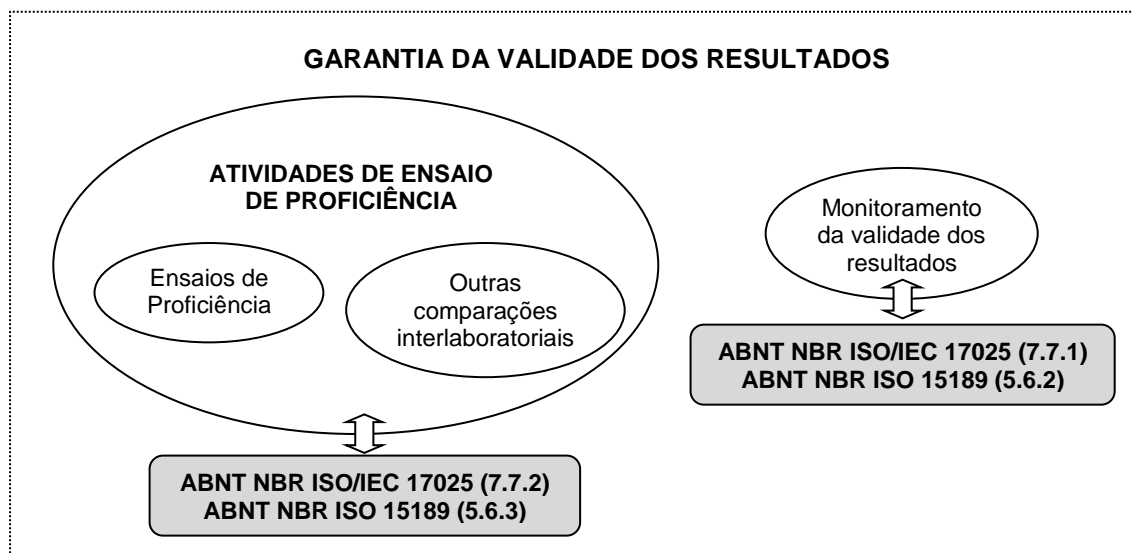 GARANTIA DA VALIDADE DOS RESULTADOS
ATIVIDADES DE ENSAIO
DE PROFICIÊNCIA
Ensaios de
Proficiência
Outras
comparações
interlaboratoriais
ABNT NBR ISO/IEC 17025 (7.7.2)
ABNT NBR ISO 15189 (5.6.3)
Monitoramento
da validade dos
resultados
ABNT NBR ISO/IEC 17025 (7.7.1)
ABNT NBR ISO 15189 (5.6.2)